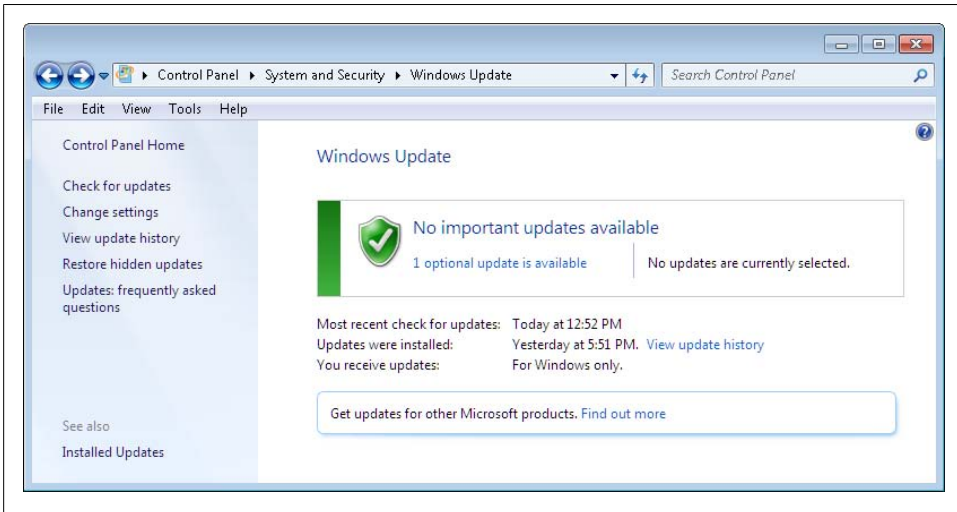 Control Panel ▸ System and Security ▸ Windows Update
Search Control Panel
File Edit View Tools Help
Control Panel Home
Check for updates
Change settings
View update history
Restore hidden updates
Updates: frequently asked
questions
See also
Installed Updates
Windows Update
No important updates available
1 optional update is available
No updates are currently selected.
Most recent check for updates: Today at 12:52 PM
Updates were installed: Yesterday at 5:51 PM. View update history
You receive updates: For Windows only.
Get updates for other Microsoft products. Find out more